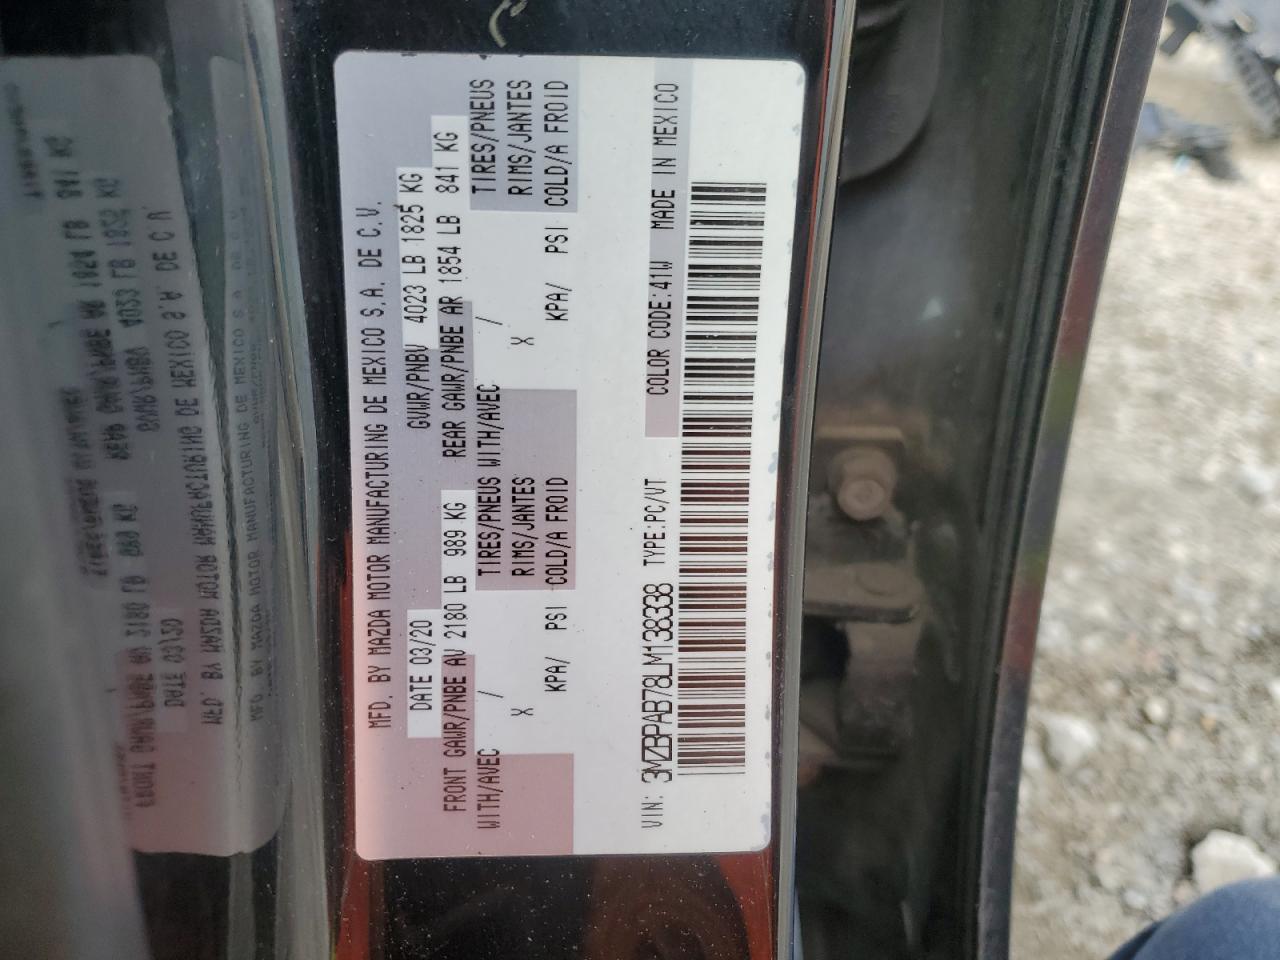 MFD. BY MAZDA MOTOR MANUFACTURING DE MEXICO S.A. DE C.V.
DATE 03/20 GVWR/PNBV 4023 LB 1825 KG
FRONT GAWR/PNBE AV 2180 LB 989 KG REAR GAWR/PNBE AR 1854 LB 841 KG
WITH/AVEC / TIRES/PNEUS WITH/AVEC / TIRES/PNEUS
X RIMS/JANTES X RIMS/JANTES
KPA/ PSI COLD/A FROID KPA/ PSI COLD/A FROID
VIN: 3MZBPAB78LM138338 TYPE:PC/VT COLOR CODE:41W MADE IN MEXICO